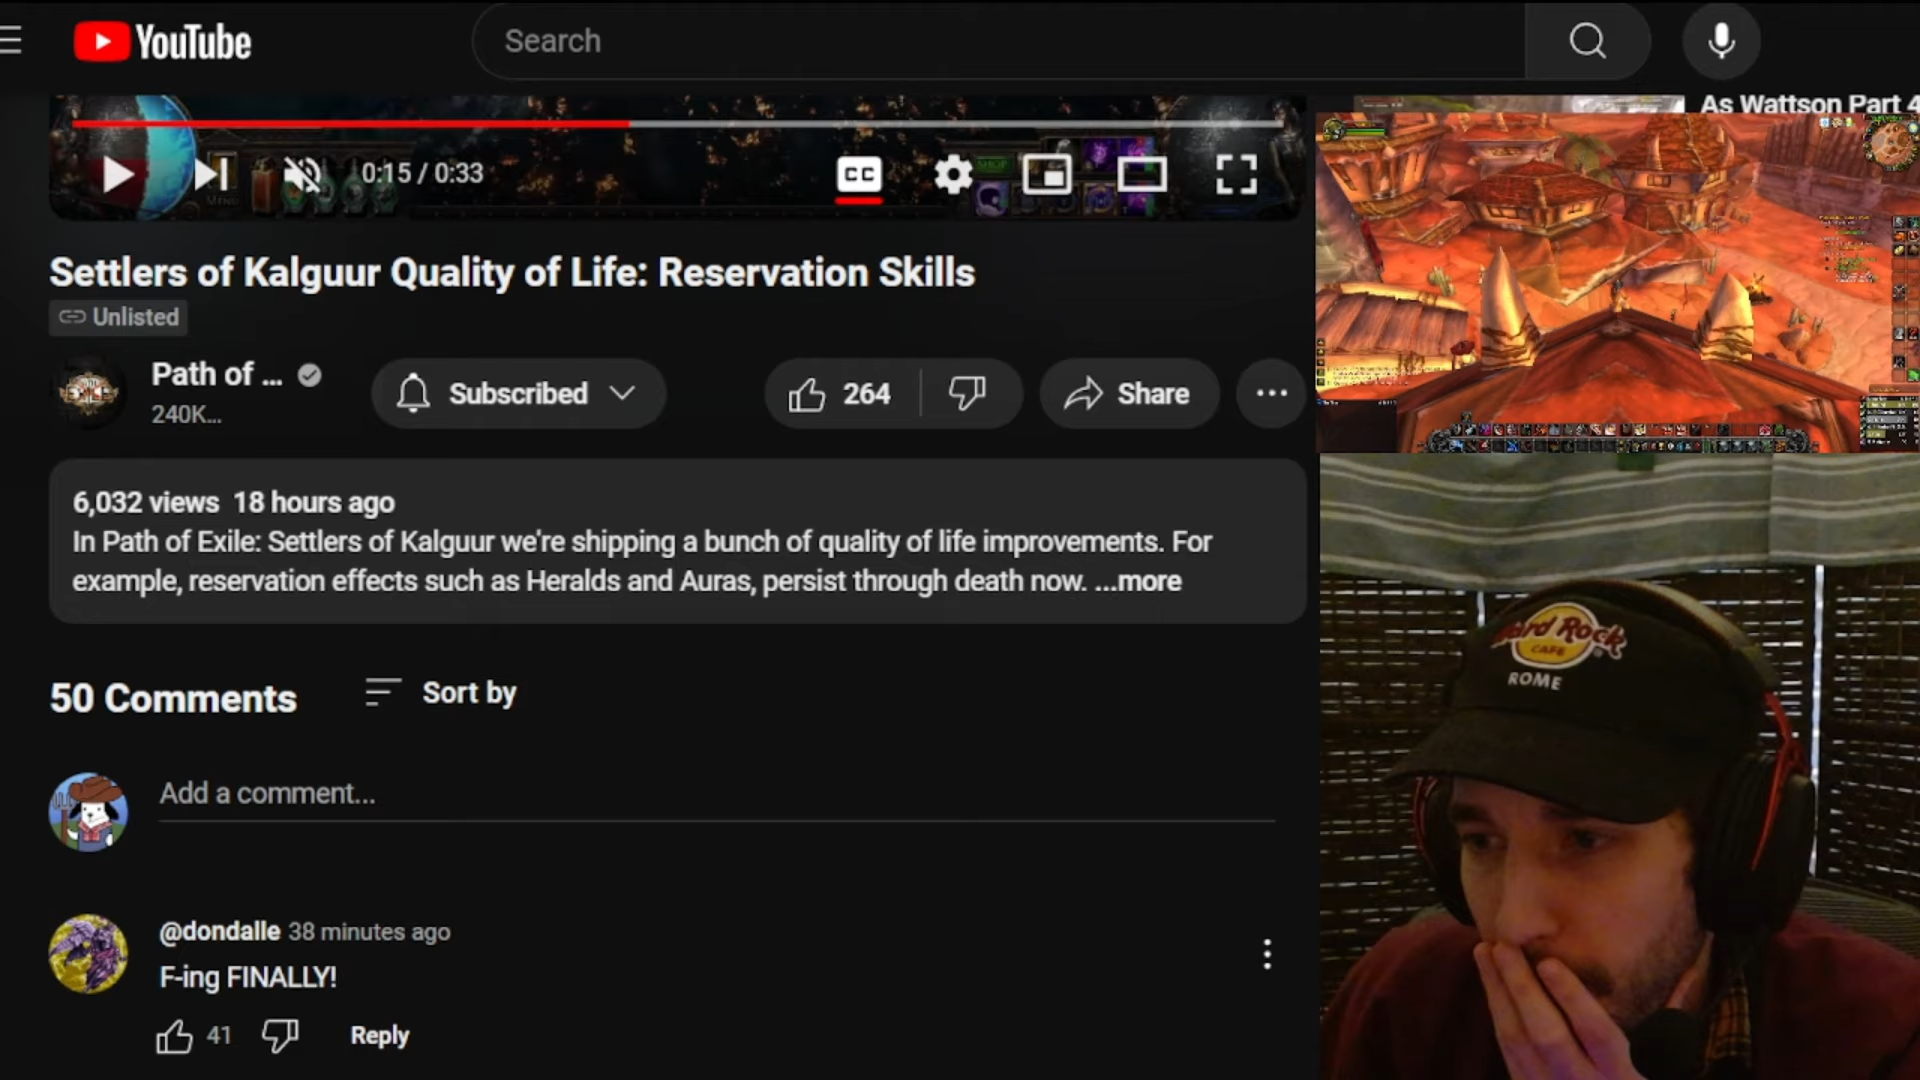 YouTube
Search
As Wattson Part 4
0:15 / 0:33
CC
SHOP
MENU
Settlers of Kalguur Quality of Life: Reservation Skills
Unlisted
Path of ...
240K...
Subscribed
264
Share
6,032 views 18 hours ago
In Path of Exile: Settlers of Kalguur we're shipping a bunch of quality of life improvements. For
example, reservation effects such as Heralds and Auras, persist through death now. ...more
50 Comments
Sort by
Add a comment...
@dondalle 38 minutes ago
F-ing FINALLY!
41
Reply
Hard Rock
CAFE
ROME